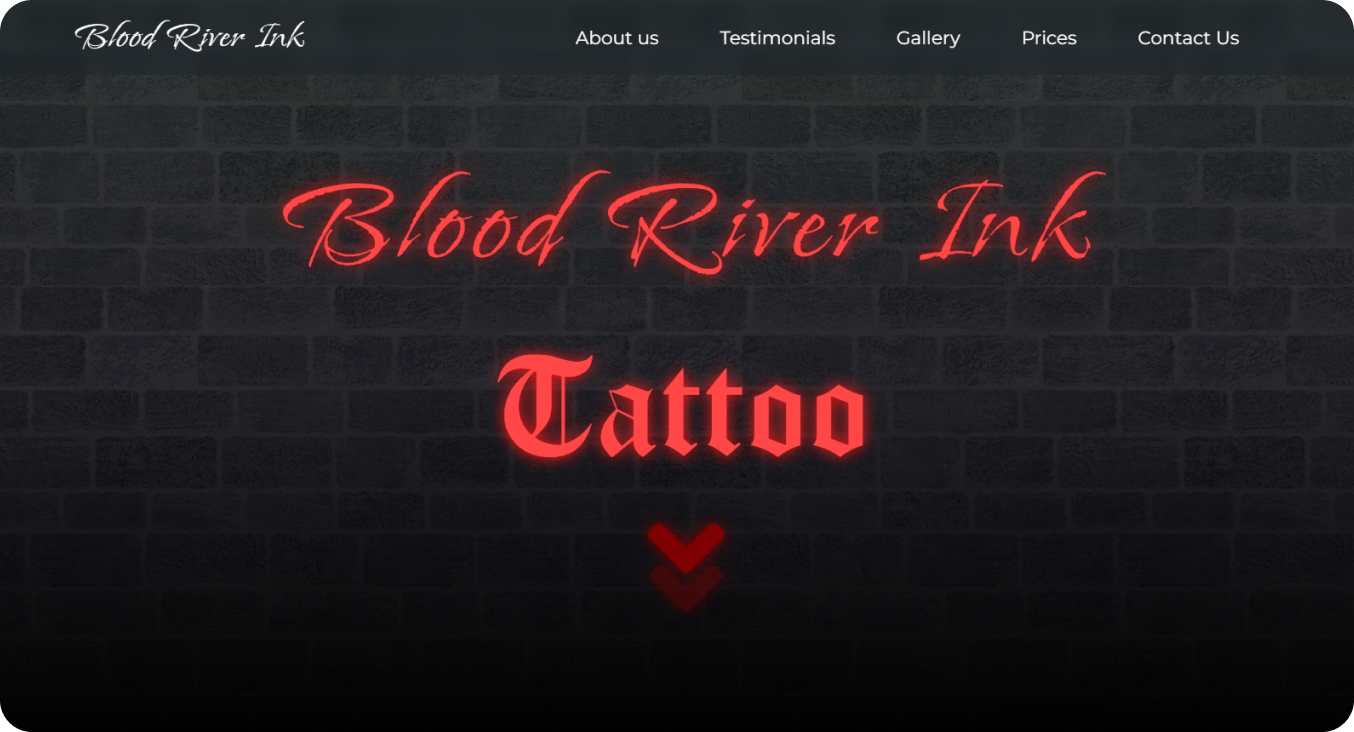 Blood River Ink
About us
Testimonials
Gallery
Prices
Contact Us
Blood River Ink
Tattoo